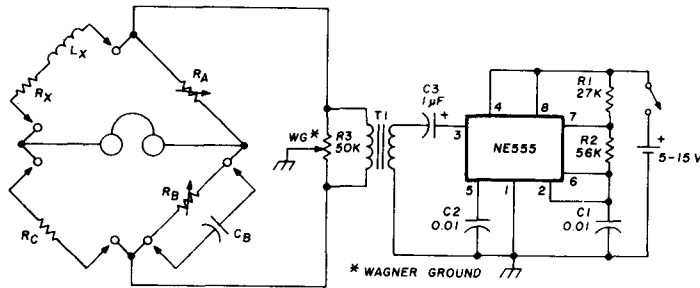 LX
RX
RA
RB
CB
RC
WG*
R3
50K
T1
C3
1µF
+
3
4
8
7
NE555
6
5
1
2
R1
27K
R2
56K
+
5-15 V
C2
0.01
C1
0.01
* WAGNER GROUND